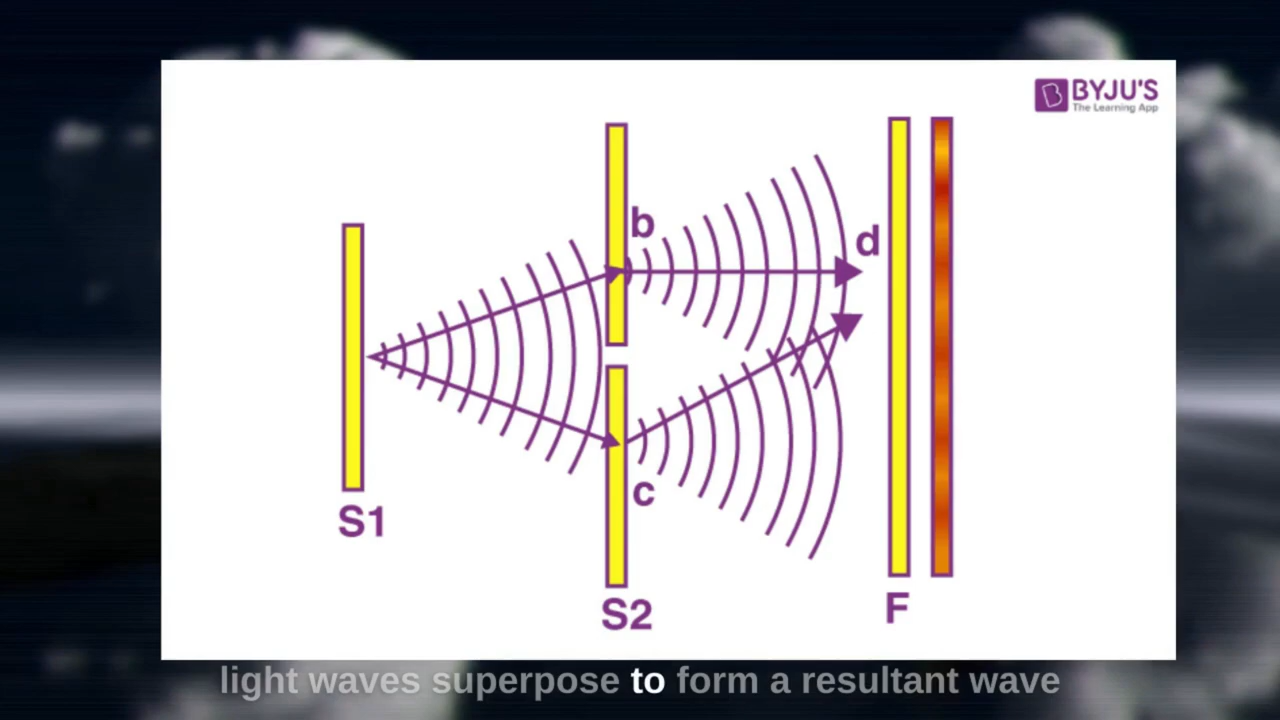 BYJU'S
The Learning App
b
d
S1
c
S2
F
light waves superpose to form a resultant wave